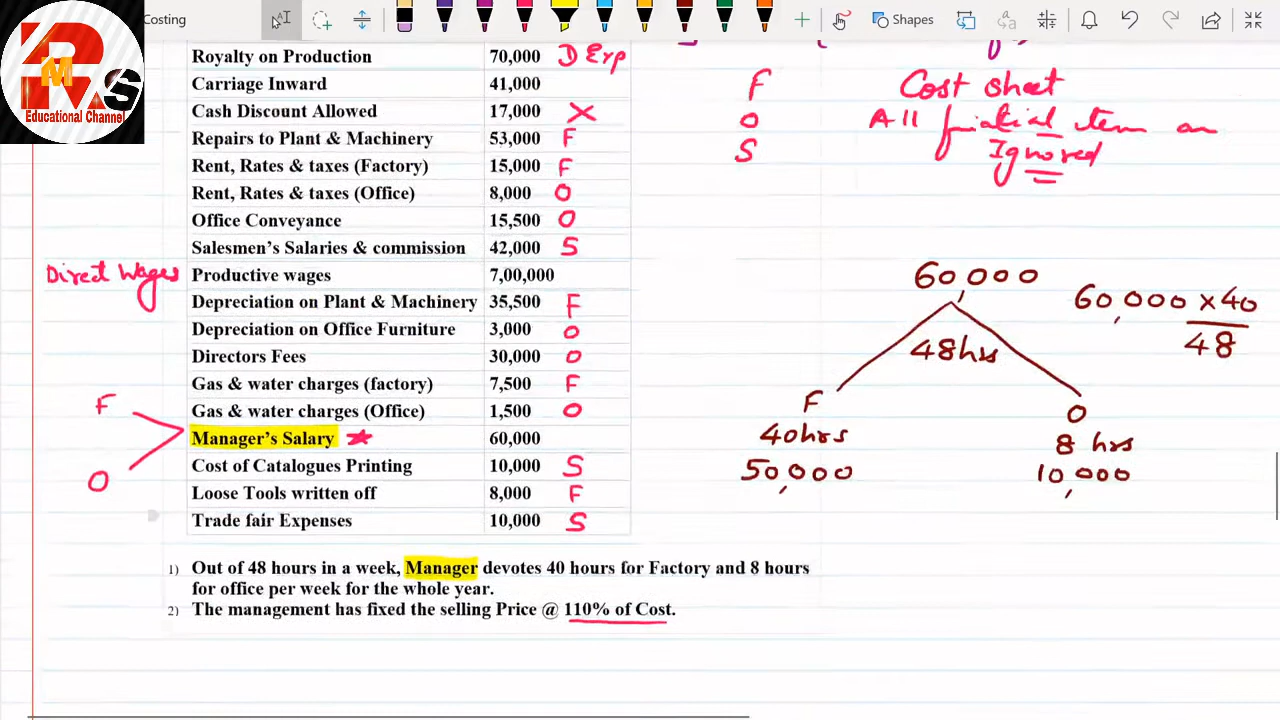 Costing
Shapes
R
M
S
Educational Channel
Royalty on Production 70,000 D Exp
Carriage Inward 41,000
Cash Discount Allowed 17,000 X
Repairs to Plant & Machinery 53,000 F
Rent, Rates & taxes (Factory) 15,000 F
Rent, Rates & taxes (Office) 8,000 O
Office Conveyance 15,500 O
Salesmen's Salaries & commission 42,000 S
Direct Wages Productive wages 7,00,000
Depreciation on Plant & Machinery 35,500 F
Depreciation on Office Furniture 3,000 O
Directors Fees 30,000 O
Gas & water charges (factory) 7,500 F
Gas & water charges (Office) 1,500 O
F
Manager's Salary 60,000
O
Cost of Catalogues Printing 10,000 S
Loose Tools written off 8,000 F
Trade fair Expenses 10,000 S
1) Out of 48 hours in a week, Manager devotes 40 hours for Factory and 8 hours
for office per week for the whole year.
2) The management has fixed the selling Price @ 110% of Cost.
F Cost sheet
O All item
S Ignored
60,000
60,000 x 40
48
48 hrs
F O
40 hrs 8 hrs
50,000 10,000